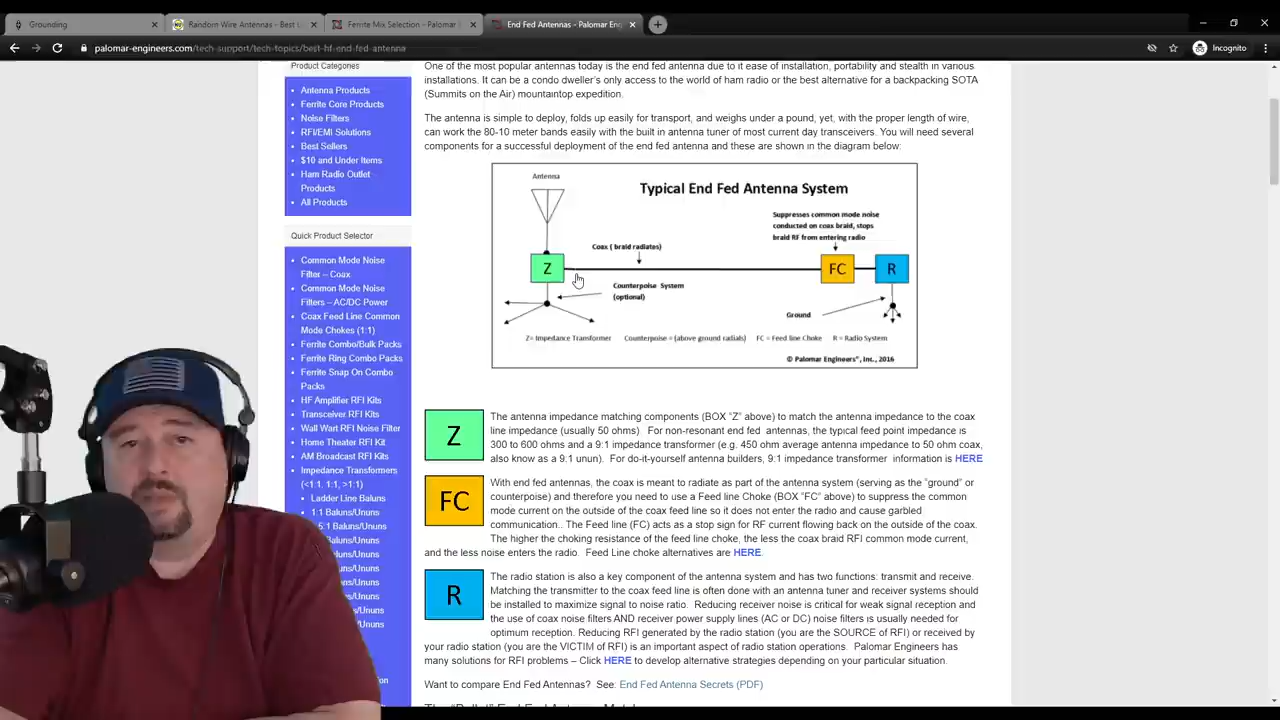 Grounding
Random Wire Antennas - Best
Ferrite Mix Selection - Palomar
End Fed Antennas - Palomar Eng
palomar-engineers.com/tech-support/tech-topics/best-hf-end-fed-antenna
Incognito
Product Categories
Antenna Products
Ferrite Core Products
Noise Filters
RFI/EMI Solutions
Best Sellers
$10 and Under Items
Ham Radio Outlet
Products
All Products
Quick Product Selector
Common Mode Noise
Filter – Coax
Common Mode Noise
Filters – AC/DC Power
Coax Feed Line Common
Mode Chokes (1:1)
Ferrite Combo/Bulk Packs
Ferrite Ring Combo Packs
Ferrite Snap On Combo
Packs
HF Amplifier RFI Kits
Transceiver RFI Kits
Wall Wart RFI Noise Filter
Home Theater RFI Kit
AM Broadcast RFI Kits
Impedance Transformers
(<1:1. 1:1, >1:1)
Ladder Line Baluns
1:1 Baluns/Ununs
:1 Baluns/Ununs
Baluns/Ununs
Baluns/Ununs
Baluns/Ununs
Baluns/Ununs
Baluns/Ununs
Baluns/Ununs
Baluns/Ununs
One of the most popular antennas today is the end fed antenna due to it ease of installation, portability and stealth in various
installations. It can be a condo dweller's only access to the world of ham radio or the best alternative for a backpacking SOTA
(Summits on the Air) mountaintop expedition.
The antenna is simple to deploy, folds up easily for transport, and weighs under a pound, yet, with the proper length of wire,
can work the 80-10 meter bands easily with the built in antenna tuner of most current day transceivers. You will need several
components for a successful deployment of the end fed antenna and these are shown in the diagram below:
Antenna
Typical End Fed Antenna System
Suppresses common mode noise
conducted on coax braid, stops
braid RF from entering radio
Coax ( braid radiates)
Z
FC
R
Counterpoise System
(optional)
Ground
Z= Impedance Transformer Counterpoise = (above ground radials) FC = Feed line Choke R = Radio System
© Palomar Engineers®, Inc., 2016
Z
The antenna impedance matching components (BOX "Z" above) to match the antenna impedance to the coax
line impedance (usually 50 ohms). For non-resonant end fed antennas, the typical feed point impedance is
300 to 600 ohms and a 9:1 impedance transformer (e.g. 450 ohm average antenna impedance to 50 ohm coax,
also know as a 9:1 unun). For do-it-yourself antenna builders, 9:1 impedance transformer information is HERE
FC
With end fed antennas, the coax is meant to radiate as part of the antenna system (serving as the "ground" or
counterpoise) and therefore you need to use a Feed line Choke (BOX "FC" above) to suppress the common
mode current on the outside of the coax feed line so it does not enter the radio and cause garbled
communication.. The Feed line (FC) acts as a stop sign for RF current flowing back on the outside of the coax.
The higher the choking resistance of the feed line choke, the less the coax braid RFI common mode current,
and the less noise enters the radio. Feed Line choke alternatives are HERE.
R
The radio station is also a key component of the antenna system and has two functions: transmit and receive.
Matching the transmitter to the coax feed line is often done with an antenna tuner and receiver systems should
be installed to maximize signal to noise ratio. Reducing receiver noise is critical for weak signal reception and
the use of coax noise filters AND receiver power supply lines (AC or DC) noise filters is usually needed for
optimum reception. Reducing RFI generated by the radio station (you are the SOURCE of RFI) or received by
your radio station (you are the VICTIM of RFI) is an important aspect of radio station operations. Palomar Engineers has
many solutions for RFI problems – Click HERE to develop alternative strategies depending on your particular situation.
Want to compare End Fed Antennas? See: End Fed Antenna Secrets (PDF)